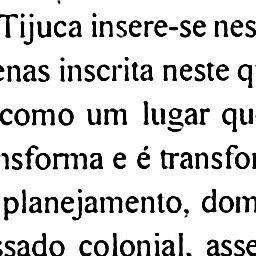 Tijuca insere-se nes
enas inscrita neste q
como um lugar qu
nsforma e é transfor
planejamento, dom
ssado colonial, asse